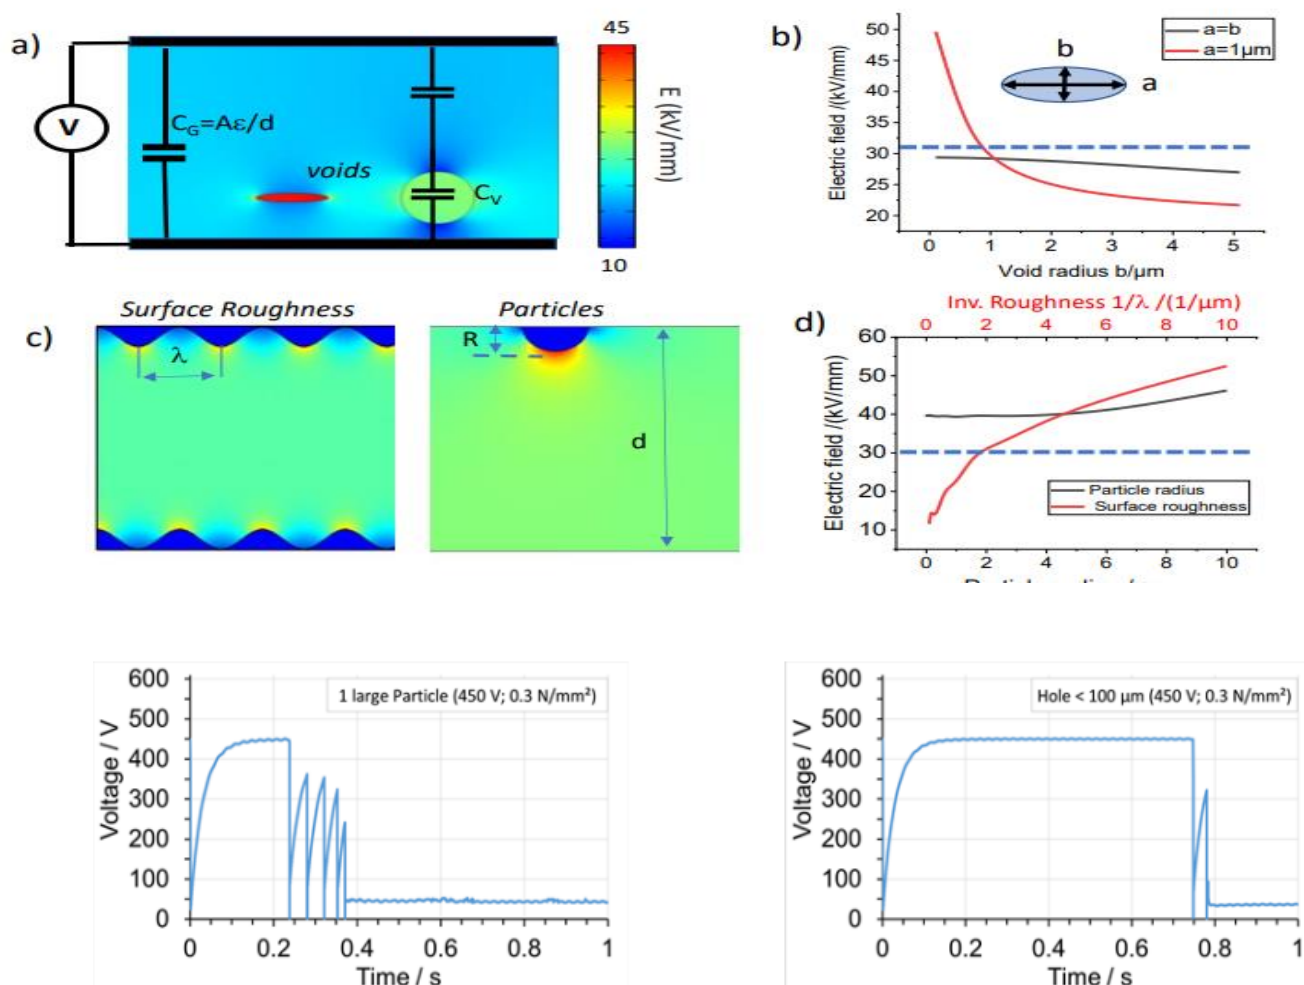 a)
45
V
C_G=Aε/d
voids
C_V
E (kV/mm)
10
b)
a=b
a=1µm
b
a
Electric field /(kV/mm)
50
45
40
35
30
25
20
0 1 2 3 4 5
Void radius b/µm
c)
Surface Roughness
λ
Particles
R
d
d)
Inv. Roughness 1/λ /(1/µm)
0 2 4 6 8 10
Electric field /(kV/mm)
60
50
40
30
20
10
Particle radius
Surface roughness
0 2 4 6 8 10
1 large Particle (450 V; 0.3 N/mm²)
Voltage / V
600
500
400
300
200
100
0
0 0.2 0.4 0.6 0.8 1
Time / s
Hole < 100 µm (450 V; 0.3 N/mm²)
Voltage / V
600
500
400
300
200
100
0
0 0.2 0.4 0.6 0.8 1
Time / s